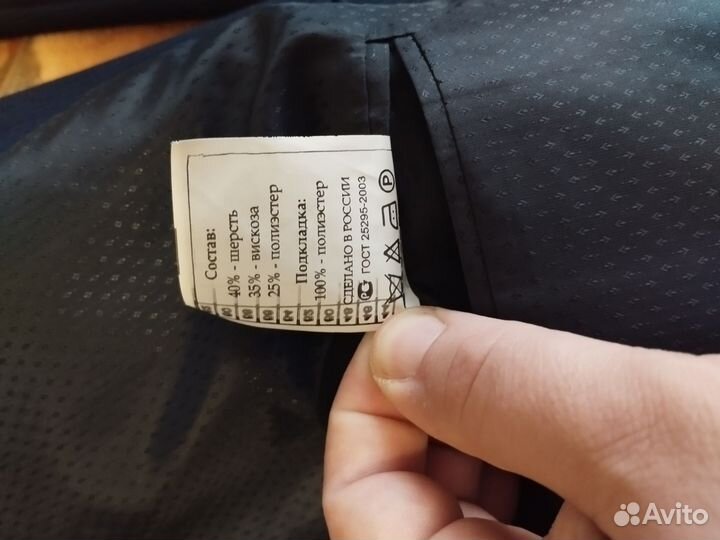 Состав:
40% - шерсть
35% - вискоза
25% - полиэстер
Подкладка:
100% - полиэстер
СДЕЛАНО В РОССИИ
ГОСТ 25295-2003
P
Avito